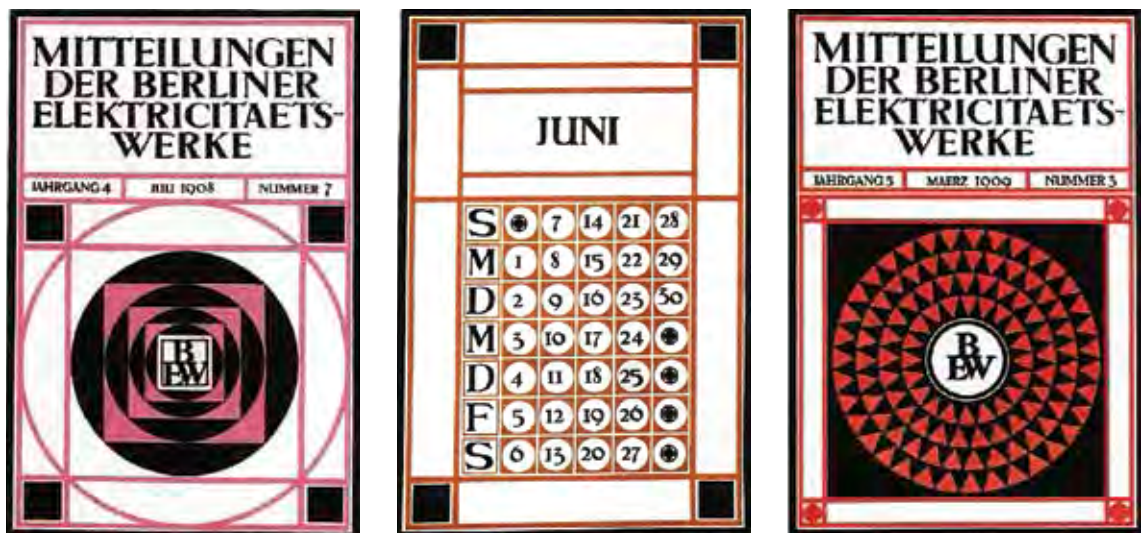 MITTEILUNGEN
DER BERLINER
ELEKTRICITAETS-
WERKE
JAHRGANG 4 JULI 1908 NUMMER 7
B
EW
JUNI
S 7 14 21 28
M 1 8 15 22 29
D 2 9 16 23 30
M 3 10 17 24
D 4 11 18 25
F 5 12 19 26
S 6 13 20 27
MITTEILUNGEN
DER BERLINER
ELEKTRICITAETS-
WERKE
JAHRGANG 5 MAERZ 1909 NUMMER 3
B
EW